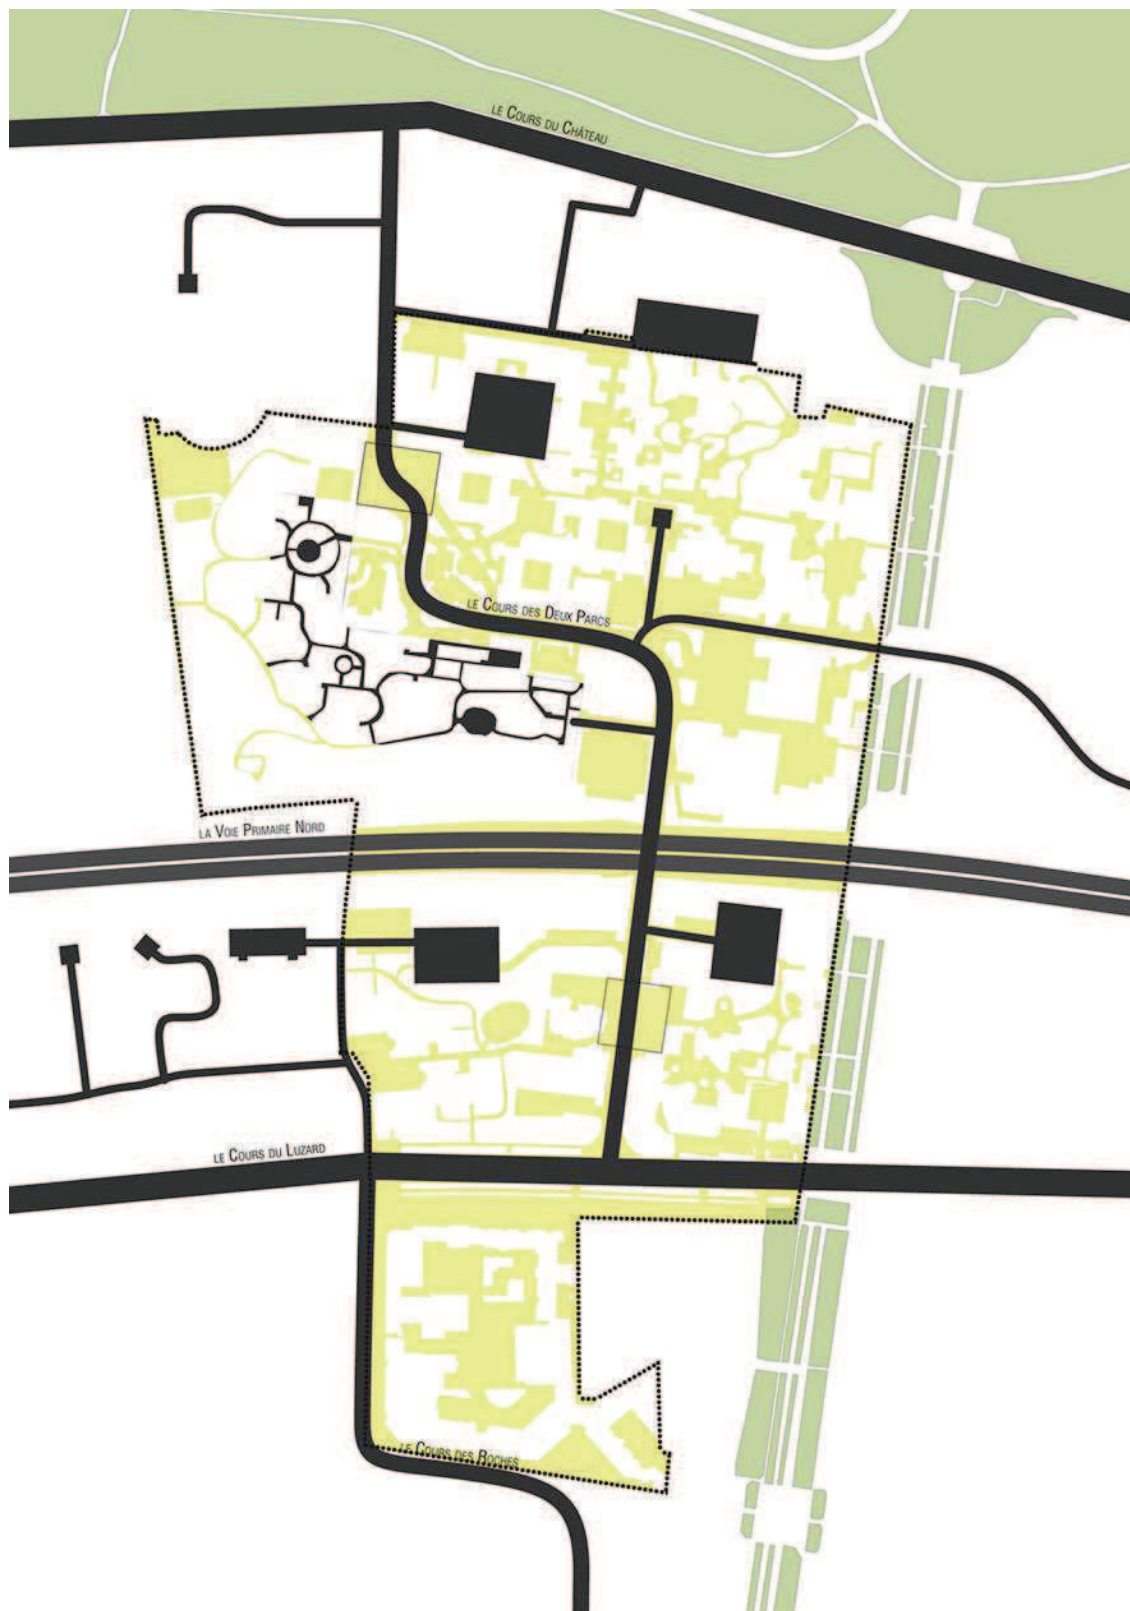 LE COURS DU CHÂTEAU
LE COURS DES DEUX PARCS
LA VOIE PRIMAIRE NORD
LE COURS DU LUZARD
LE COURS DES ROCHES